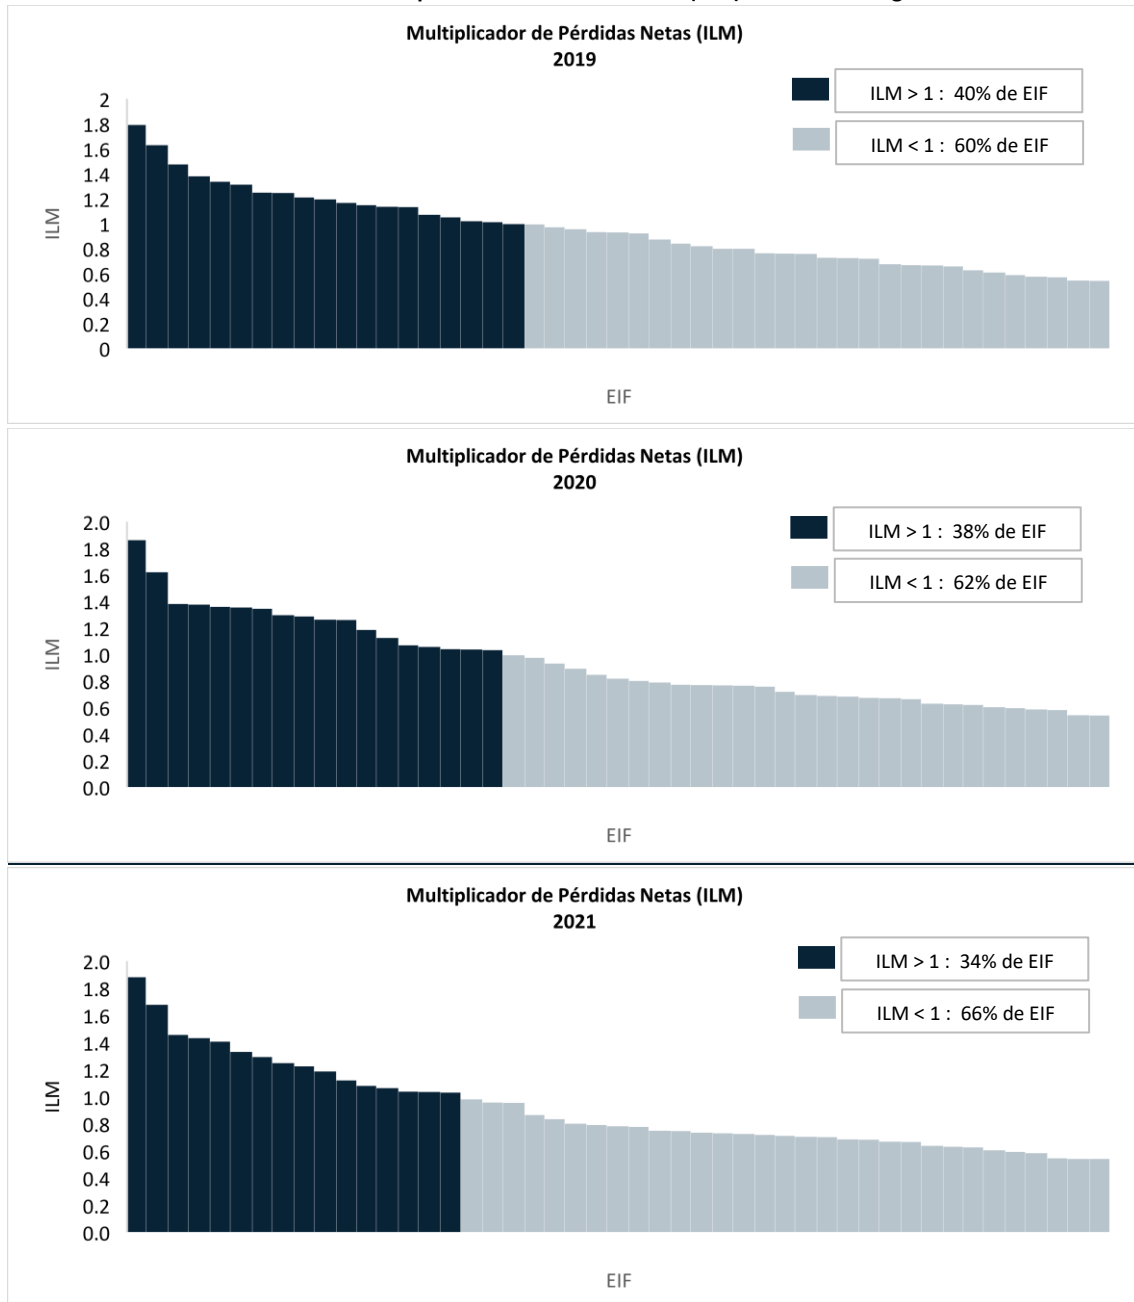 Multiplicador de Pérdidas Netas (ILM)
2019
ILM > 1 : 40% de EIF
ILM < 1 : 60% de EIF
2
1.8
1.6
1.4
1.2
1
0.8
0.6
0.4
0.2
0
ILM
EIF
Multiplicador de Pérdidas Netas (ILM)
2020
ILM > 1 : 38% de EIF
ILM < 1 : 62% de EIF
2.0
1.8
1.6
1.4
1.2
1.0
0.8
0.6
0.4
0.2
0.0
ILM
EIF
Multiplicador de Pérdidas Netas (ILM)
2021
ILM > 1 : 34% de EIF
ILM < 1 : 66% de EIF
2.0
1.8
1.6
1.4
1.2
1.0
0.8
0.6
0.4
0.2
0.0
ILM
EIF